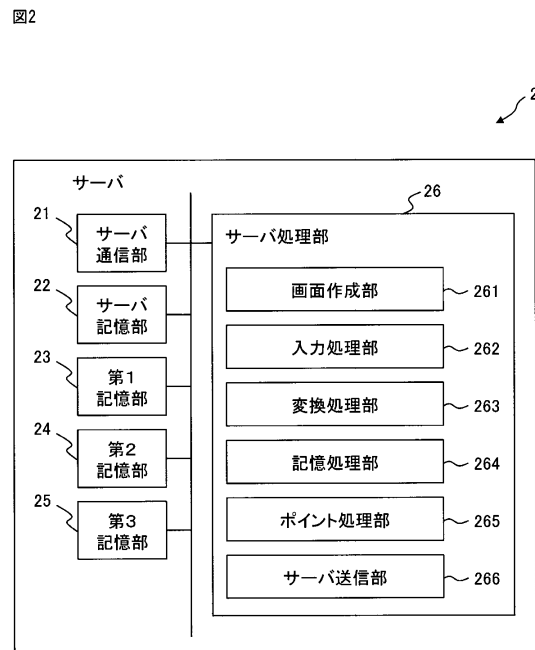 図2
2
サーバ
21
サーバ
通信部
22
サーバ
記憶部
23
第1
記憶部
24
第2
記憶部
25
第3
記憶部
26
サーバ処理部
画面作成部
261
入力処理部
262
変換処理部
263
記憶処理部
264
ポイント処理部
265
サーバ送信部
266